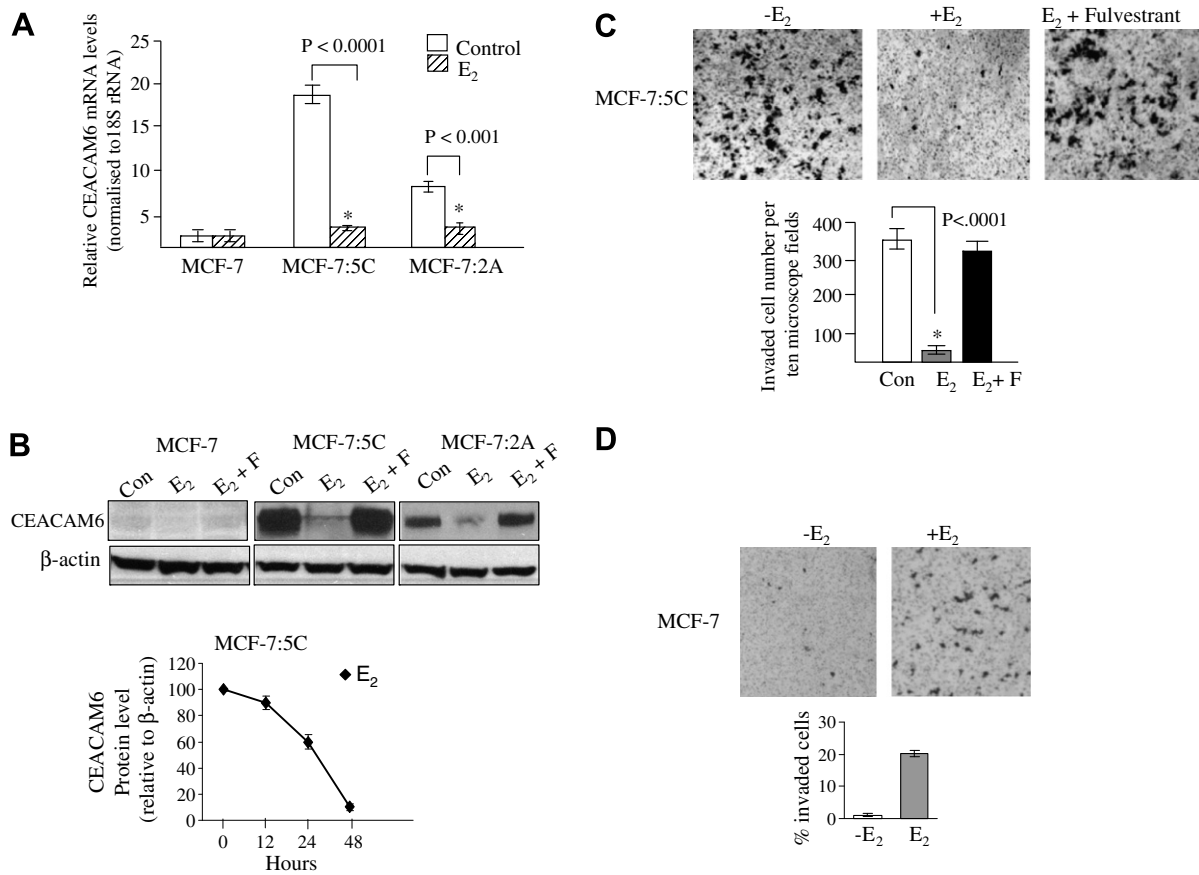 A
Relative CEACAM6 mRNA levels
(normalised to18S rRNA)
25
20
15
10
5
P < 0.0001
P < 0.001
Control
E2
*
*
MCF-7
MCF-7:5C
MCF-7:2A
B
MCF-7
MCF-7:5C
MCF-7:2A
Con
E2
E2 + F
Con
E2
E2 + F
Con
E2
E2 + F
CEACAM6
β-actin
MCF-7:5C
CEACAM6
Protein level
(relative to β-actin)
120
100
80
60
40
20
0
E2
0
12
24
48
Hours
C
-E2
+E2
E2 + Fulvestrant
MCF-7:5C
Invaded cell number per
ten microscope fields
400
300
200
100
P<.0001
*
Con
E2
E2+ F
D
-E2
+E2
MCF-7
% invaded cells
30
20
10
0
-E2
E2